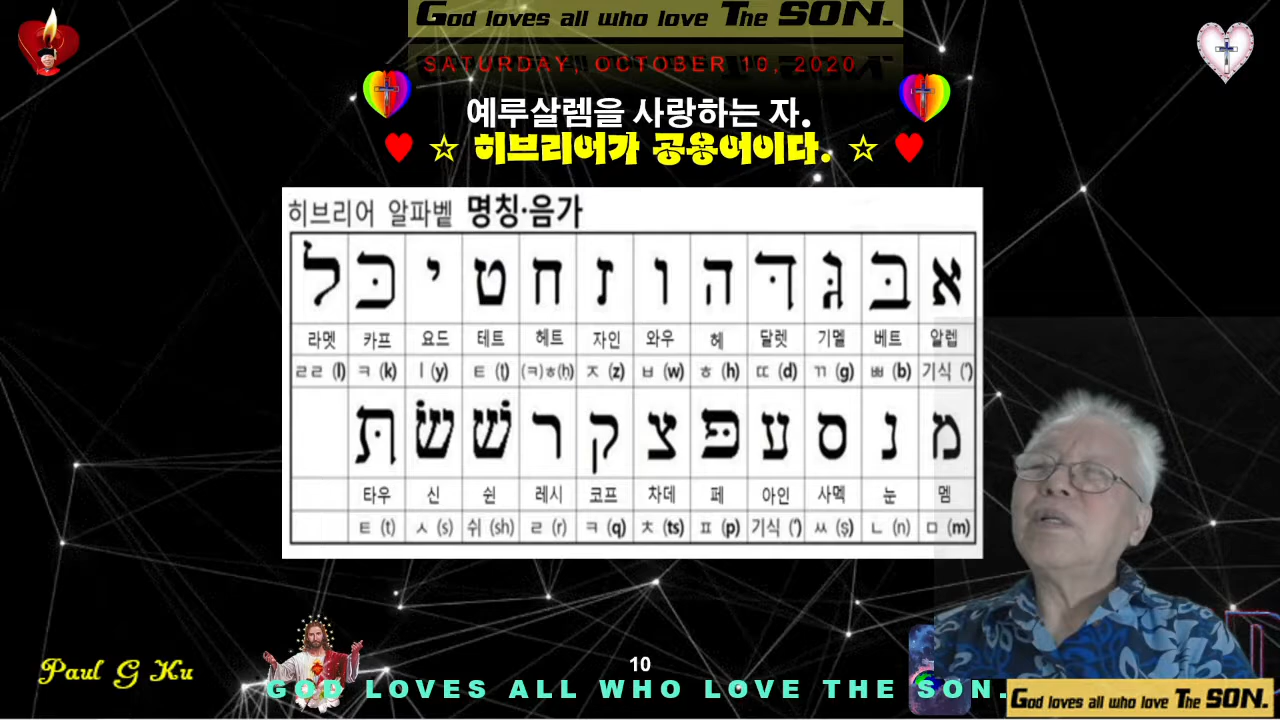 God loves all who love The SON.
SATURDAY, OCTOBER 10, 2020
예루살렘을 사랑하는 자.
☆ 히브리어가 공용어이다. ☆
히브리어 알파벹 명칭·음가
ל כּ י ט ח ז ו ה דּ גּ בּ א
라멧 카프 요드 테트 헤트 자인 와우 헤 달렛 기멜 베트 알렙
ㄹㄹ (l) ㅋ (k) ㅣ(y) ㅌ (ṭ) (ㅋ)ㅎ(h) ㅈ (z) ㅂ (w) ㅎ (h) ㄸ (d) ㄲ (g) ㅃ (b) 기식 (')
תּ שׂ שׁ ר ק צ פּ ע ס נ מ
타우 신 쉰 레시 코프 차데 페 아인 사멕 눈 멤
ㅌ (t) ㅅ (s) 쉬 (sh) ㄹ (r) ㅋ (q) ㅊ (ts) ㅍ (p) 기식 (') ㅆ (ş) ㄴ (n) ㅁ (m)
Paul G Ku
10
GOD LOVES ALL WHO LOVE THE SON.
God loves all who love The SON.